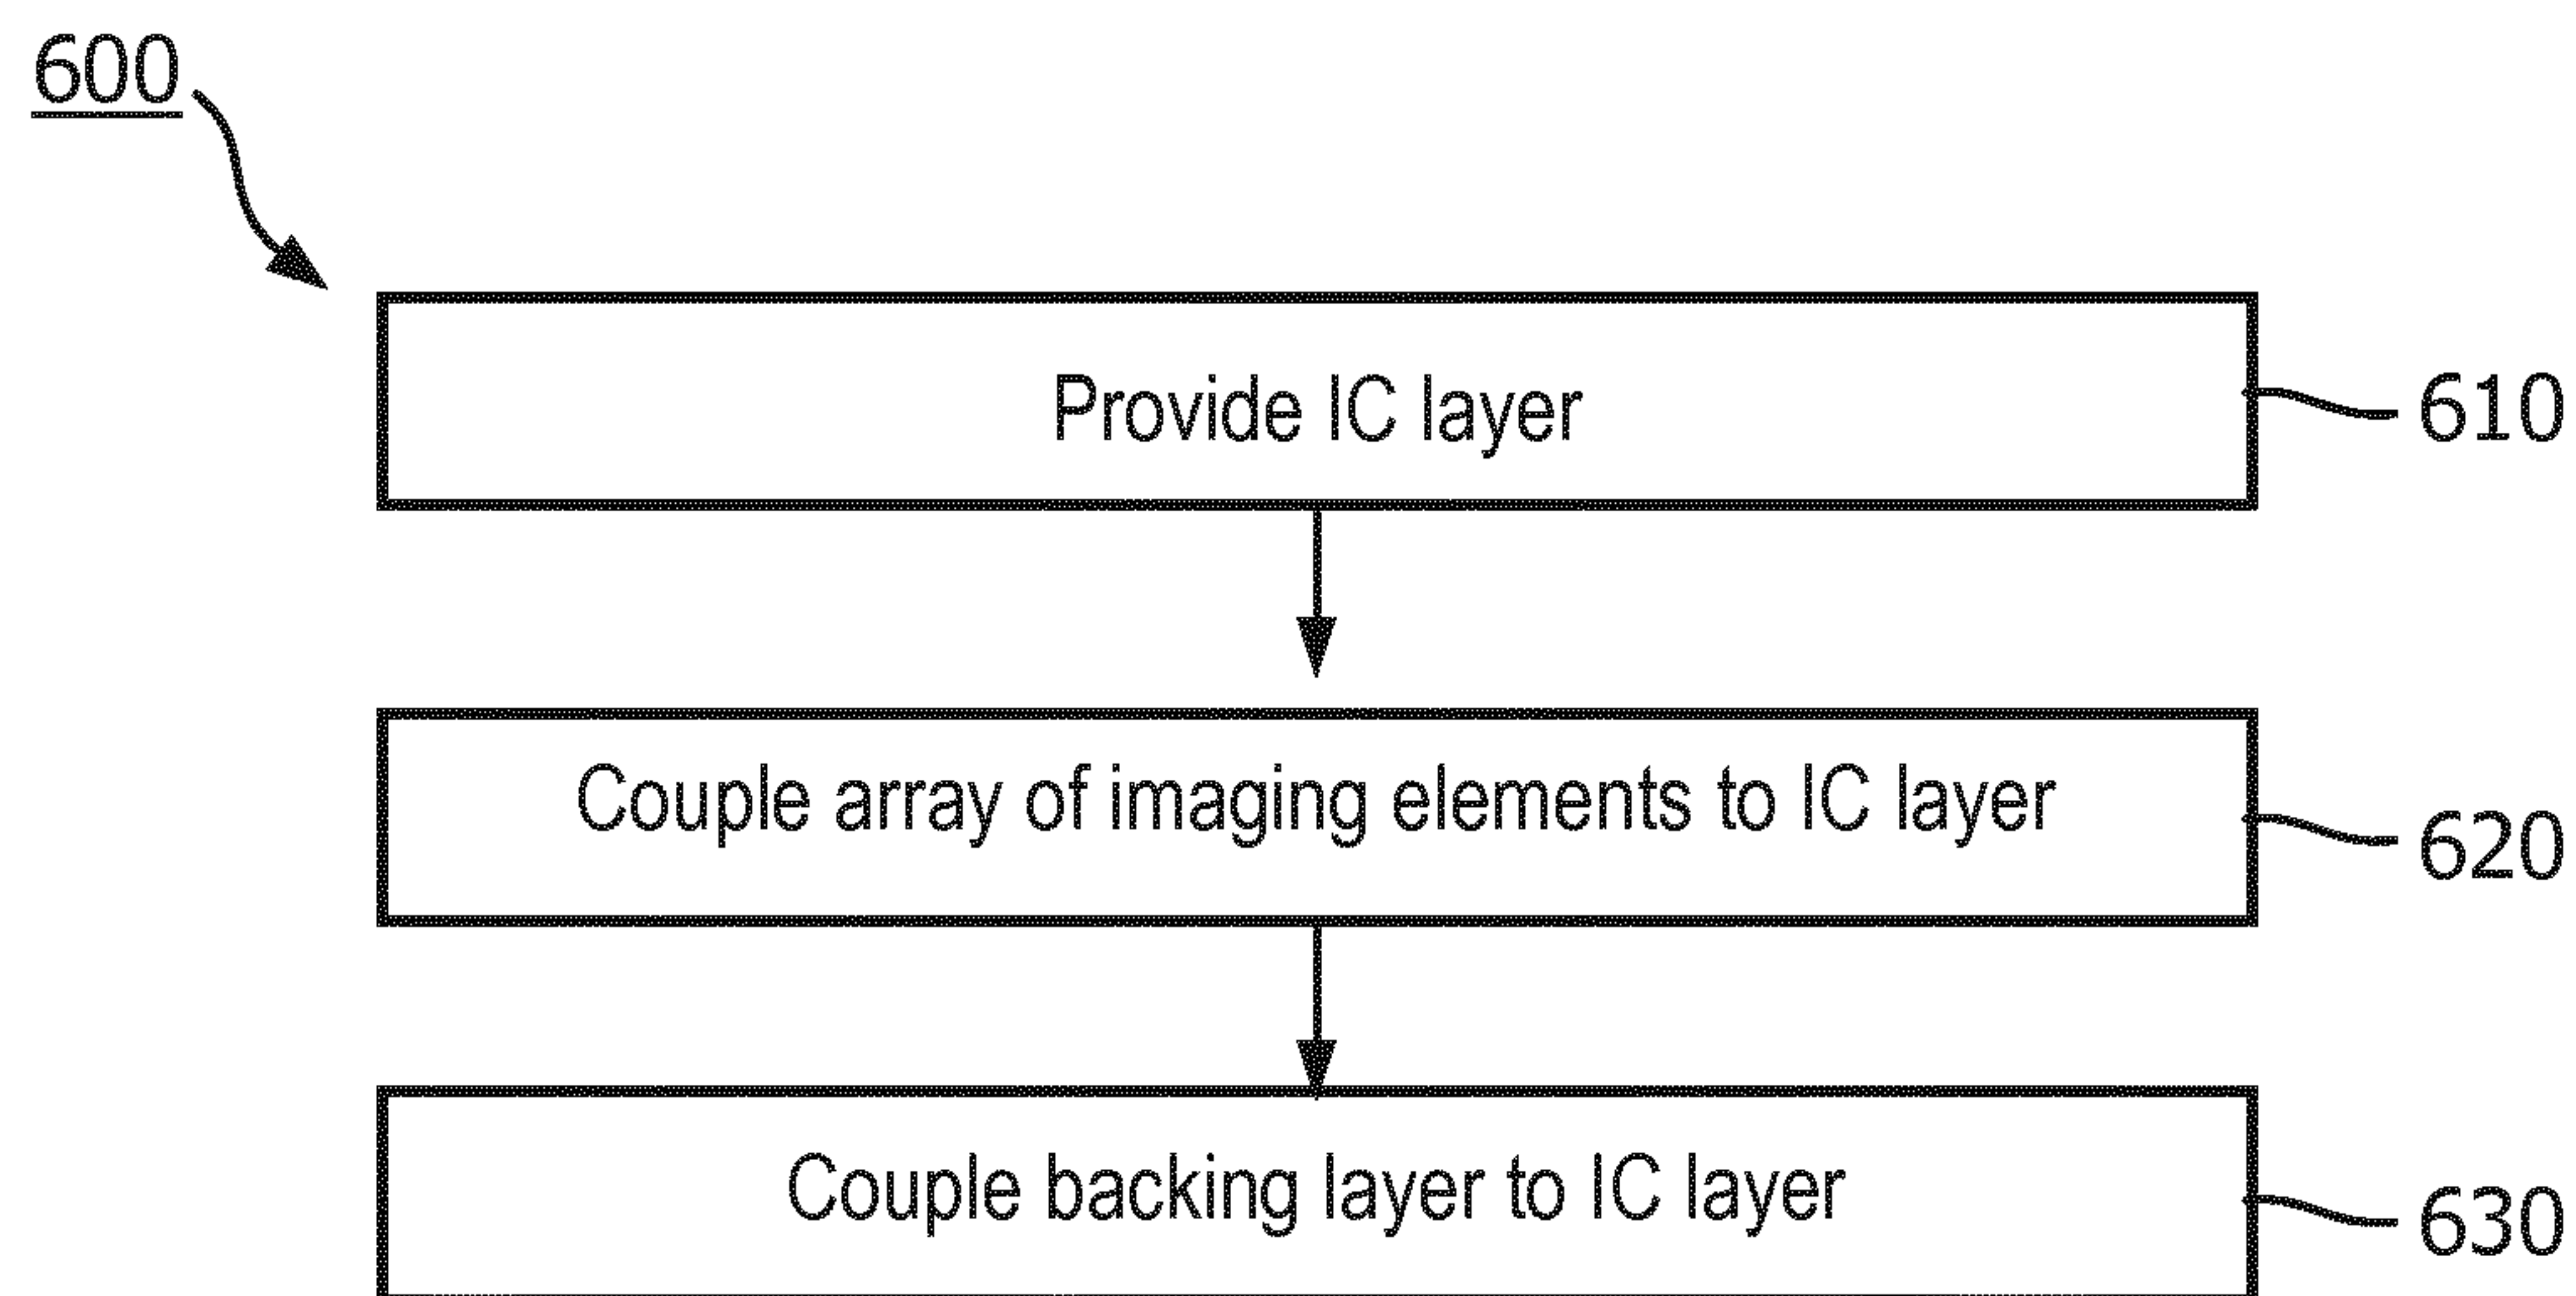 600
Provide IC layer
610
Couple array of imaging elements to IC layer
620
Couple backing layer to IC layer
630